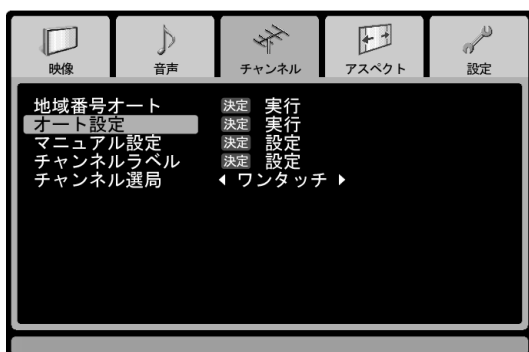 映像 音声 チャンネル アスペクト 設定
地域番号オート 決定 実行
オート設定 決定 実行
マニュアル設定 決定 設定
チャンネルラベル 決定 設定
チャンネル選局 ワンタッチ